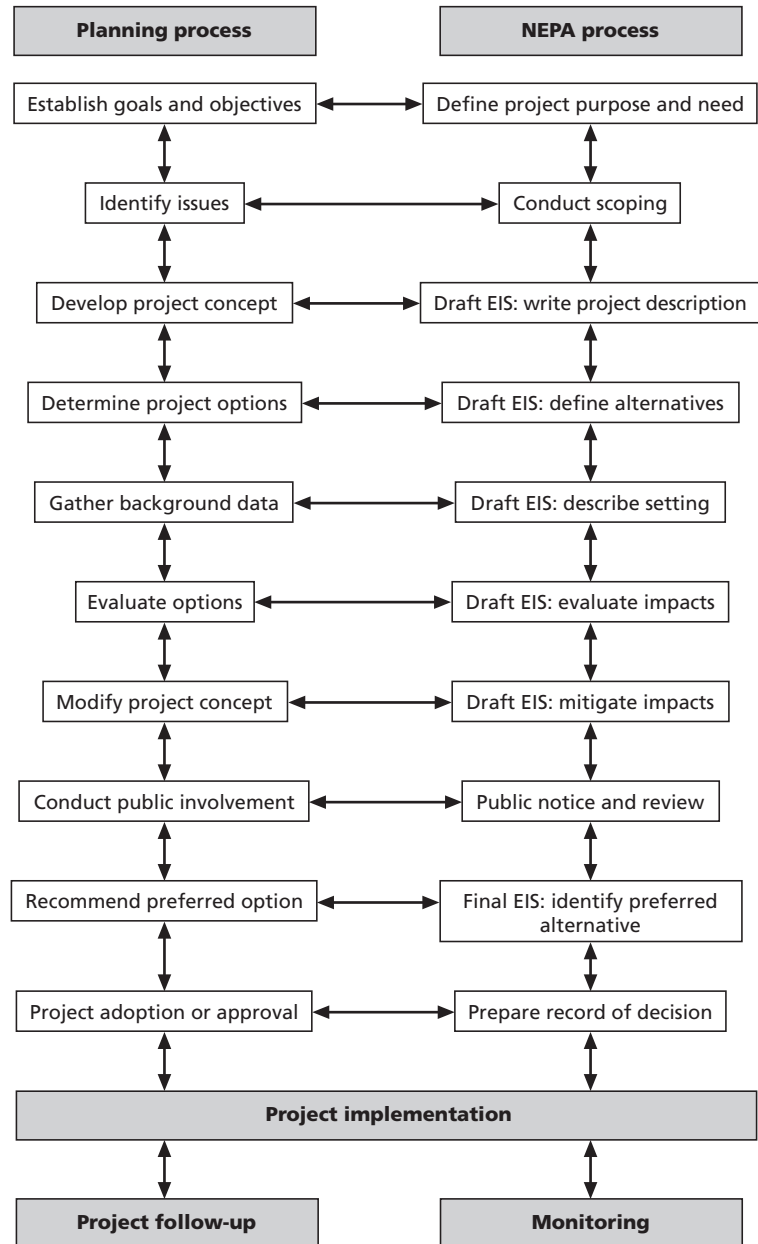 Planning process
NEPA process
Establish goals and objectives
Define project purpose and need
Identify issues
Conduct scoping
Develop project concept
Draft EIS: write project description
Determine project options
Draft EIS: define alternatives
Gather background data
Draft EIS: describe setting
Evaluate options
Draft EIS: evaluate impacts
Modify project concept
Draft EIS: mitigate impacts
Conduct public involvement
Public notice and review
Recommend preferred option
Final EIS: identify preferred
alternative
Project adoption or approval
Prepare record of decision
Project implementation
Project follow-up
Monitoring